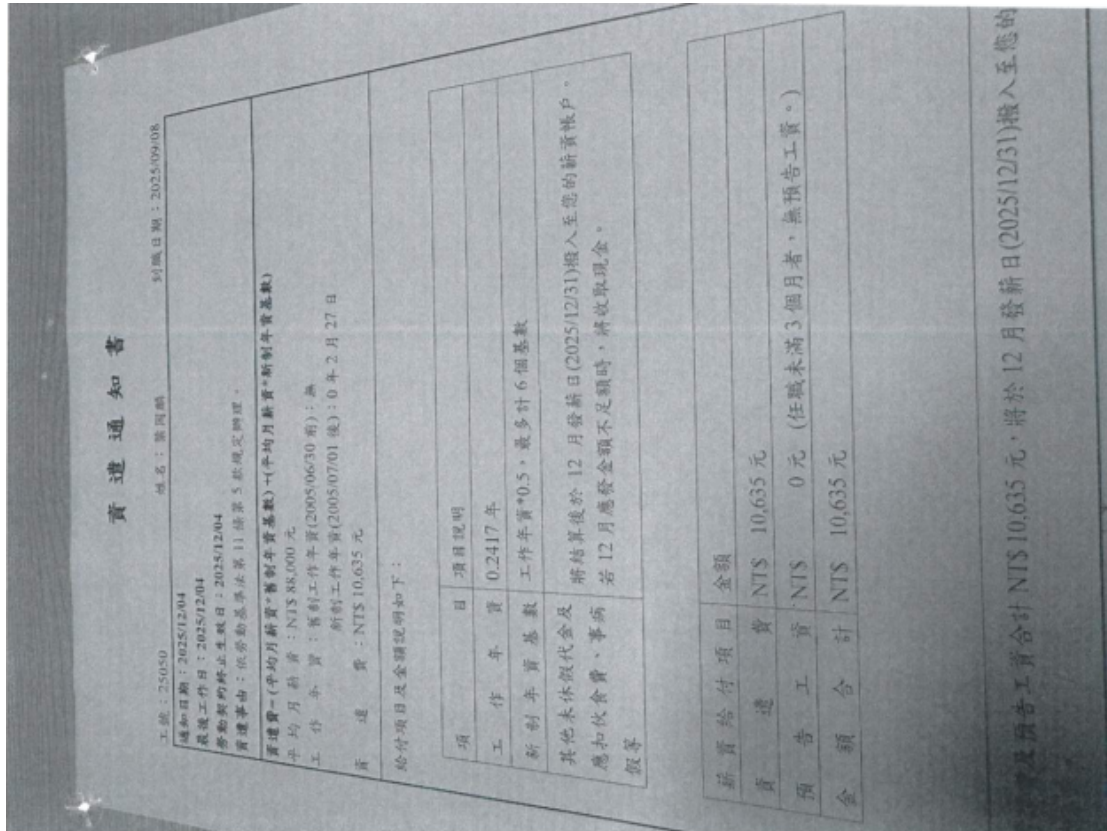 資遣通知書
工號：25050 姓名：葉 到職日期：2025/09/08
通知日期：2025/12/04
最後工作日：2025/12/04
勞動契約終止生效日：2025/12/04
資遣事由：依勞動基準法第 11 條第 5 款規定辦理。
資遣費=(平均月薪資*舊制年資基數)+(平均月薪資*新制年資基數)
平均月薪資：NT$ 88,000 元
工作年資：舊制工作年資(2005/06/30 前)：無
新制工作年資(2005/07/01 後)：0 年 2 月 27 日
資遣費：NT$ 10,635 元
給付項目及金額說明如下：
項目 項目說明
工作年資 0.2417 年
新制年資基數 工作年資*0.5，最多計 6 個基數
其他未休假代金及應扣伙食費、事病假等
將結算後於 12 月發薪日(2025/12/31)撥入至您的薪資帳戶。
若 12 月應發金額不足額時，將收取現金。
薪資給付項目 金額
資遣費 NT$ 10,635 元
預告工資 NT$ 0 元 (任職未滿 3 個月者，無預告工資。)
金額合計 NT$ 10,635 元
及預告工資合計 NT$ 10,635 元，將於 12 月發薪日(2025/12/31)撥入至您的